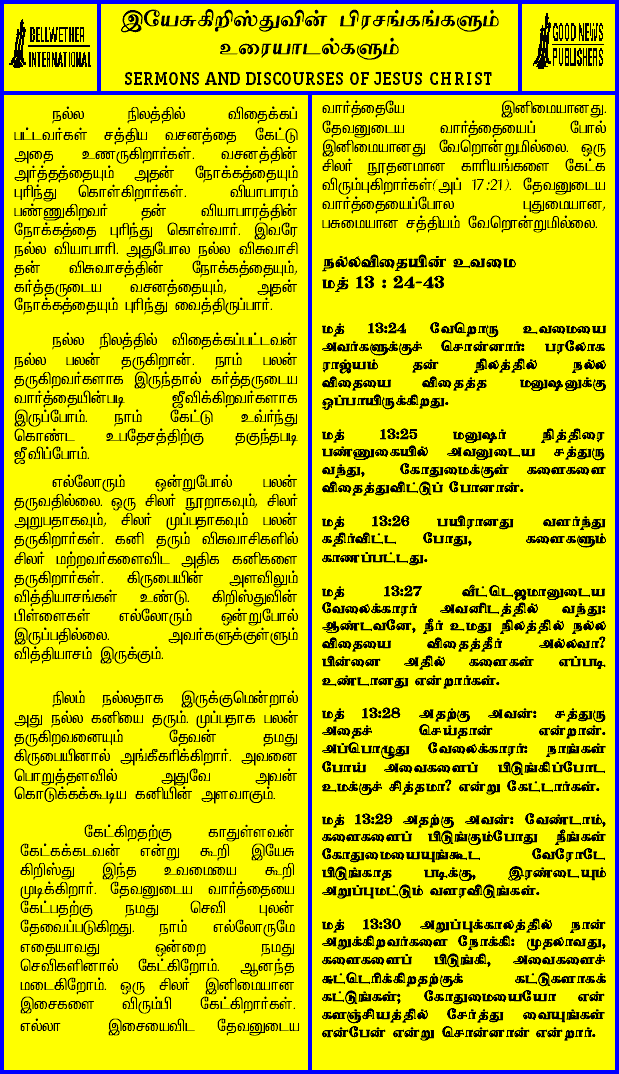 BELLWETHER
INTERNATIONAL
இயேசுகிறிஸ்துவின் பிரசங்கங்களும்
உரையாடல்களும்
SERMONS AND DISCOURSES OF JESUS CHRIST
GOOD NEWS
PUBLISHERS
நல்ல நிலத்தில் விதைக்கப்
பட்டவர்கள் சத்திய வசனத்தை கேட்டு
அதை உணருகிறார்கள். வசனத்தின்
அர்த்தத்தையும் அதன் நோக்கத்தையும்
புரிந்து கொள்கிறார்கள். வியாபாரம்
பண்ணுகிறவர் தன் வியாபாரத்தின்
நோக்கத்தை புரிந்து கொள்வார். இவரே
நல்ல வியாபாரி. அதுபோல நல்ல விசுவாசி
தன் விசுவாசத்தின் நோக்கத்தையும்,
கர்த்தருடைய வசனத்தையும், அதன்
நோக்கத்தையும் புரிந்து வைத்திருப்பார்.
நல்ல நிலத்தில் விதைக்கப்பட்டவன்
நல்ல பலன் தருகிறான். நாம் பலன்
தருகிறவர்களாக இருந்தால் கர்த்தருடைய
வார்த்தையின்படி ஜீவிக்கிறவர்களாக
இருப்போம். நாம் கேட்டு உணர்ந்து
கொண்ட உபதேசத்திற்கு தகுந்தபடி
ஜீவிப்போம்.
எல்லோரும் ஒன்றுபோல் பலன்
தருவதில்லை. ஒரு சிலர் நூறாகவும், சிலர்
அறுபதாகவும், சிலர் முப்பதாகவும் பலன்
தருகிறார்கள். கனி தரும் விசுவாசிகளில்
சிலர் மற்றவர்களைவிட அதிக கனிகளை
தருகிறார்கள். கிருபையின் அளவிலும்
வித்தியாசங்கள் உண்டு. கிறிஸ்துவின்
பிள்ளைகள் எல்லோரும் ஒன்றுபோல்
இருப்பதில்லை. அவர்களுக்குள்ளும்
வித்தியாசம் இருக்கும்.
நிலம் நல்லதாக இருக்குமென்றால்
அது நல்ல கனியை தரும். முப்பதாக பலன்
தருகிறவனையும் தேவன் தமது
கிருபையினால் அங்கீகரிக்கிறார். அவனை
பொறுத்தளவில் அதுவே அவன்
கொடுக்கக்கூடிய கனியின் அளவாகும்.
கேட்கிறதற்கு காதுள்ளவன்
கேட்கக்கடவன் என்று கூறி இயேசு
கிறிஸ்து இந்த உவமையை கூறி
முடிக்கிறார். தேவனுடைய வார்த்தையை
கேட்பதற்கு நமது செவி புலன்
தேவைப்படுகிறது. நாம் எல்லோருமே
எதையாவது ஒன்றை நமது
செவிகளினால் கேட்கிறோம். ஆனந்த
மடைகிறோம். ஒரு சிலர் இனிமையான
இசைகளை விரும்பி கேட்கிறார்கள்.
எல்லா இசையைவிட தேவனுடைய
வார்த்தையே இனிமையானது.
தேவனுடைய வார்த்தையைப் போல்
இனிமையானது வேறொன்றுமில்லை. ஒரு
சிலர் நூதனமான காரியங்களை கேட்க
விரும்புகிறார்கள்(அப் 17:21). தேவனுடைய
வார்த்தையைப்போல புதுமையான,
பசுமையான சத்தியம் வேறொன்றுமில்லை.
நல்லவிதையின் உவமை
மத் 13 : 24-43
மத் 13:24 வேறொரு உவமையை
அவர்களுக்குச் சொன்னார்: பரலோக
ராஜ்யம் தன் நிலத்தில் நல்ல
விதையை விதைத்த மனுஷனுக்கு
ஒப்பாயிருக்கிறது.
மத் 13:25 மனுஷர் நித்திரை
பண்ணுகையில் அவனுடைய சத்துரு
வந்து, கோதுமைக்குள் களைகளை
விதைத்துவிட்டுப் போனான்.
மத் 13:26 பயிரானது வளர்ந்து
கதிர்விட்ட போது, களைகளும்
காணப்பட்டது.
மத் 13:27 வீட்டெஜமானுடைய
வேலைக்காரர் அவனிடத்தில் வந்து:
ஆண்டவனே, நீர் உமது நிலத்தில் நல்ல
விதையை விதைத்தீர் அல்லவா?
பின்னை அதில் களைகள் எப்படி
உண்டானது என்றார்கள்.
மத் 13:28 அதற்கு அவன்: சத்துரு
அதைச் செய்தான் என்றான்.
அப்பொழுது வேலைக்காரர்: நாங்கள்
போய் அவைகளைப் பிடுங்கிப்போட
உமக்குச் சித்தமா? என்று கேட்டார்கள்.
மத் 13:29 அதற்கு அவன்: வேண்டாம்,
களைகளைப் பிடுங்கும்போது நீங்கள்
கோதுமையையுங்கூட வேரோடே
பிடுங்காத படிக்கு, இரண்டையும்
அறுப்புமட்டும் வளரவிடுங்கள்.
மத் 13:30 அறுப்புக்காலத்தில் நான்
அறுக்கிறவர்களை நோக்கி: முதலாவது,
களைகளைப் பிடுங்கி, அவைகளைச்
சுட்டெரிக்கிறதற்குக் கட்டுகளாகக்
கட்டுங்கள்; கோதுமையையோ என்
களஞ்சியத்தில் சேர்த்து வையுங்கள்
என்பேன் என்று சொன்னான் என்றார்.